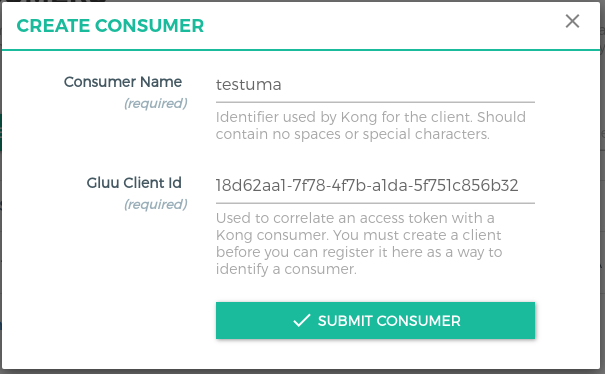 CREATE CONSUMER
Consumer Name
(required)
testuma
Identifier used by Kong for the client. Should
contain no spaces or special characters.
Gluu Client Id
(required)
18d62aa1-7f78-4f7b-a1da-5f751c856b32
Used to correlate an access token with a
Kong consumer. You must create a client
before you can register it here as a way to
identify a consumer.
SUBMIT CONSUMER